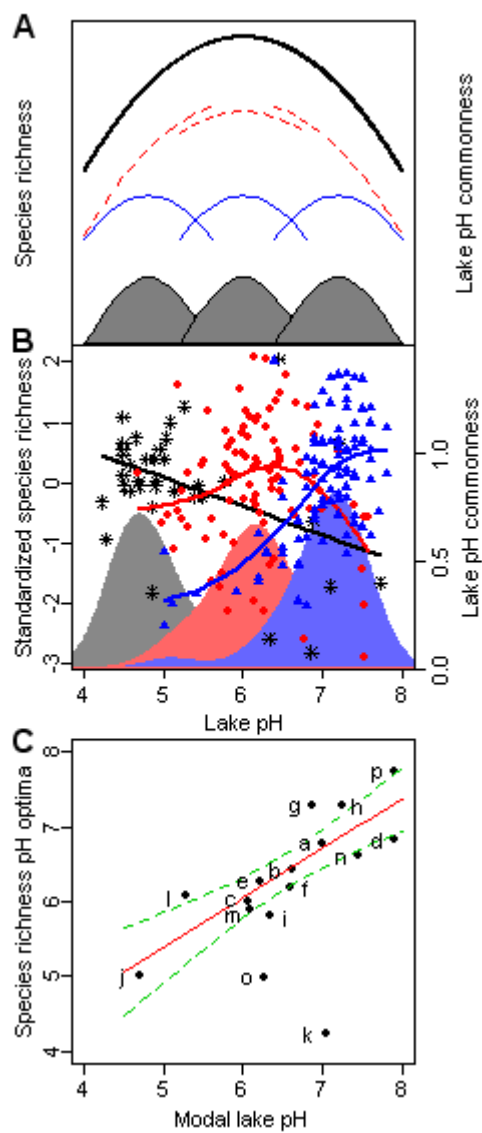 A
Species richness
Lake pH commonness
B
Standardized species richness
2
1
0
-1
-2
-3
1.0
0.5
0.0
Lake pH commonness
4 5 6 7 8
Lake pH
C
Species richness pH optima
8
7
6
5
4
p
g h
a d
b n
e f
l c
m i
j o
k
4 5 6 7 8
Modal lake pH